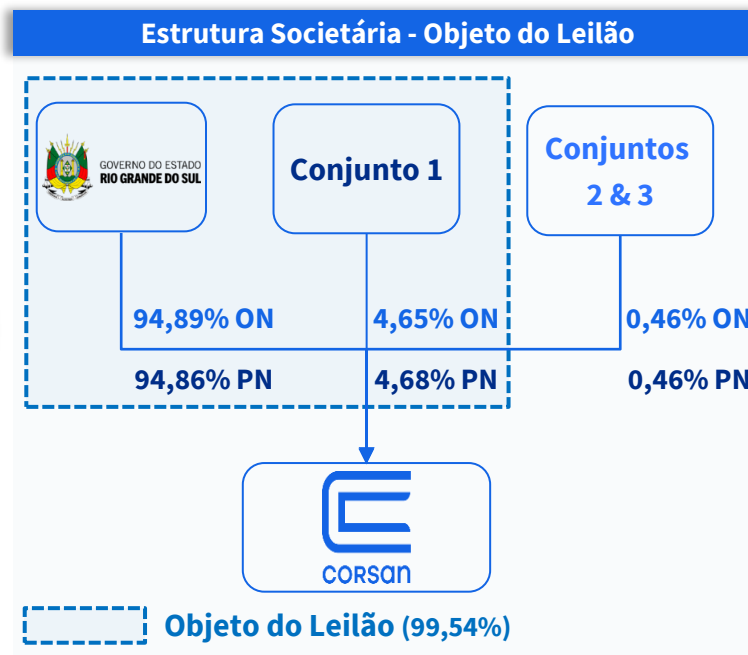 Estrutura Societária - Objeto do Leilão
GOVERNO DO ESTADO
RIO GRANDE DO SUL
Conjunto 1
Conjuntos
2 & 3
94,89% ON
4,65% ON
0,46% ON
94,86% PN
4,68% PN
0,46% PN
CORSAN
Objeto do Leilão (99,54%)